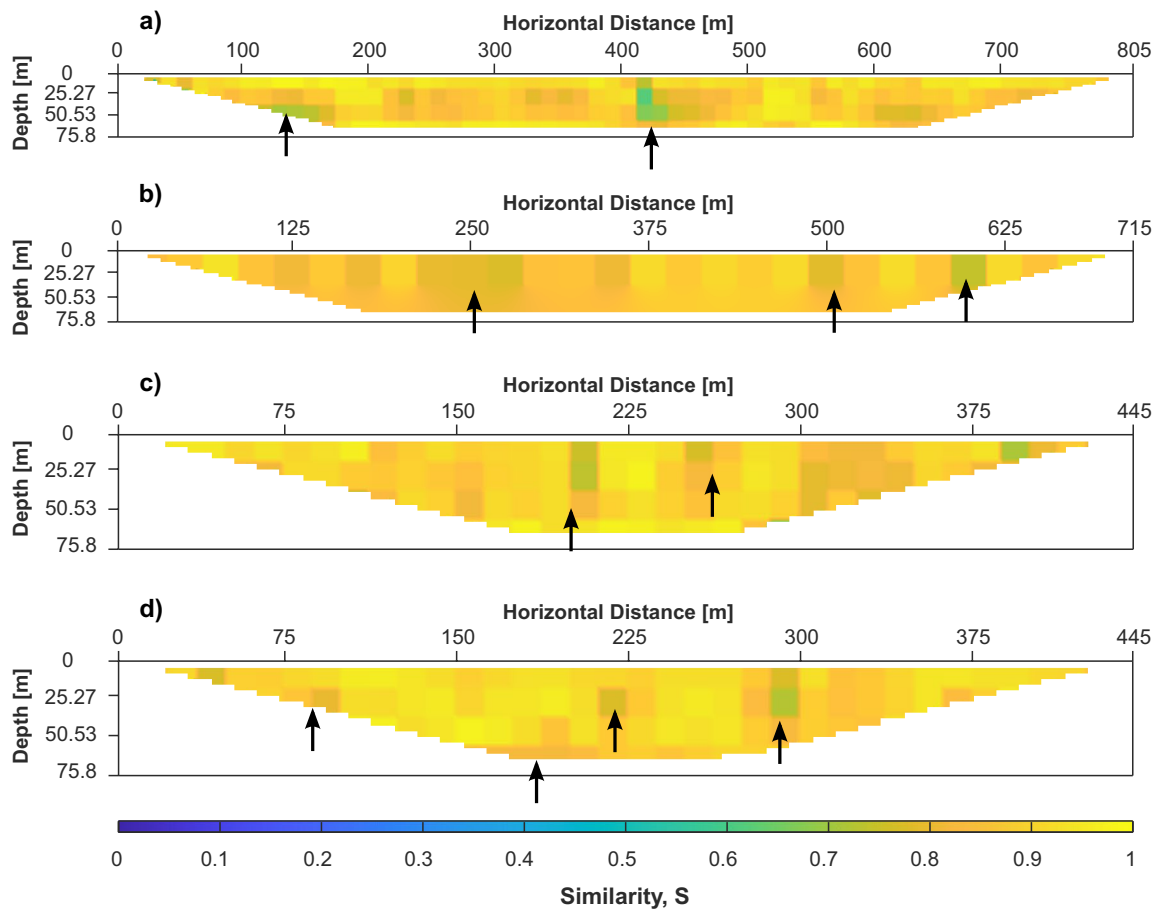 a)
Horizontal Distance [m]
0 100 200 300 400 500 600 700 805
Depth [m]
0
25.27
50.53
75.8
b)
Horizontal Distance [m]
0 125 250 375 500 625 715
Depth [m]
0
25.27
50.53
75.8
c)
Horizontal Distance [m]
0 75 150 225 300 375 445
Depth [m]
0
25.27
50.53
75.8
d)
Horizontal Distance [m]
0 75 150 225 300 375 445
Depth [m]
0
25.27
50.53
75.8
0 0.1 0.2 0.3 0.4 0.5 0.6 0.7 0.8 0.9 1
Similarity, S